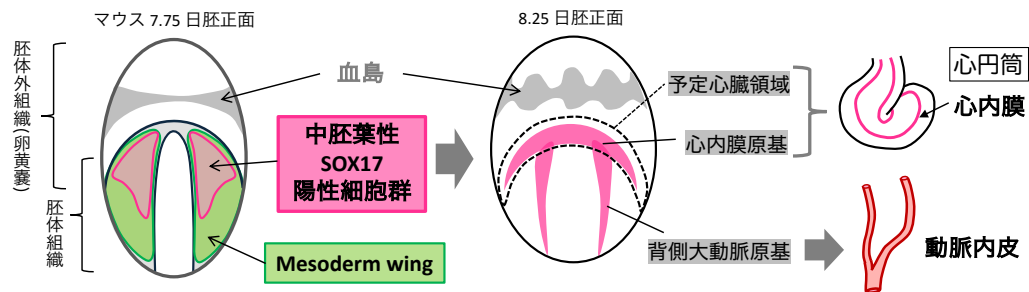 マウス 7.75 日胚正面
8.25 日胚正面
胚体外組織(卵黄嚢)
胚体組織
血島
中胚葉性
SOX17
陽性細胞群
Mesoderm wing
予定心臓領域
心内膜原基
背側大動脈原基
心円筒
心内膜
動脈内皮